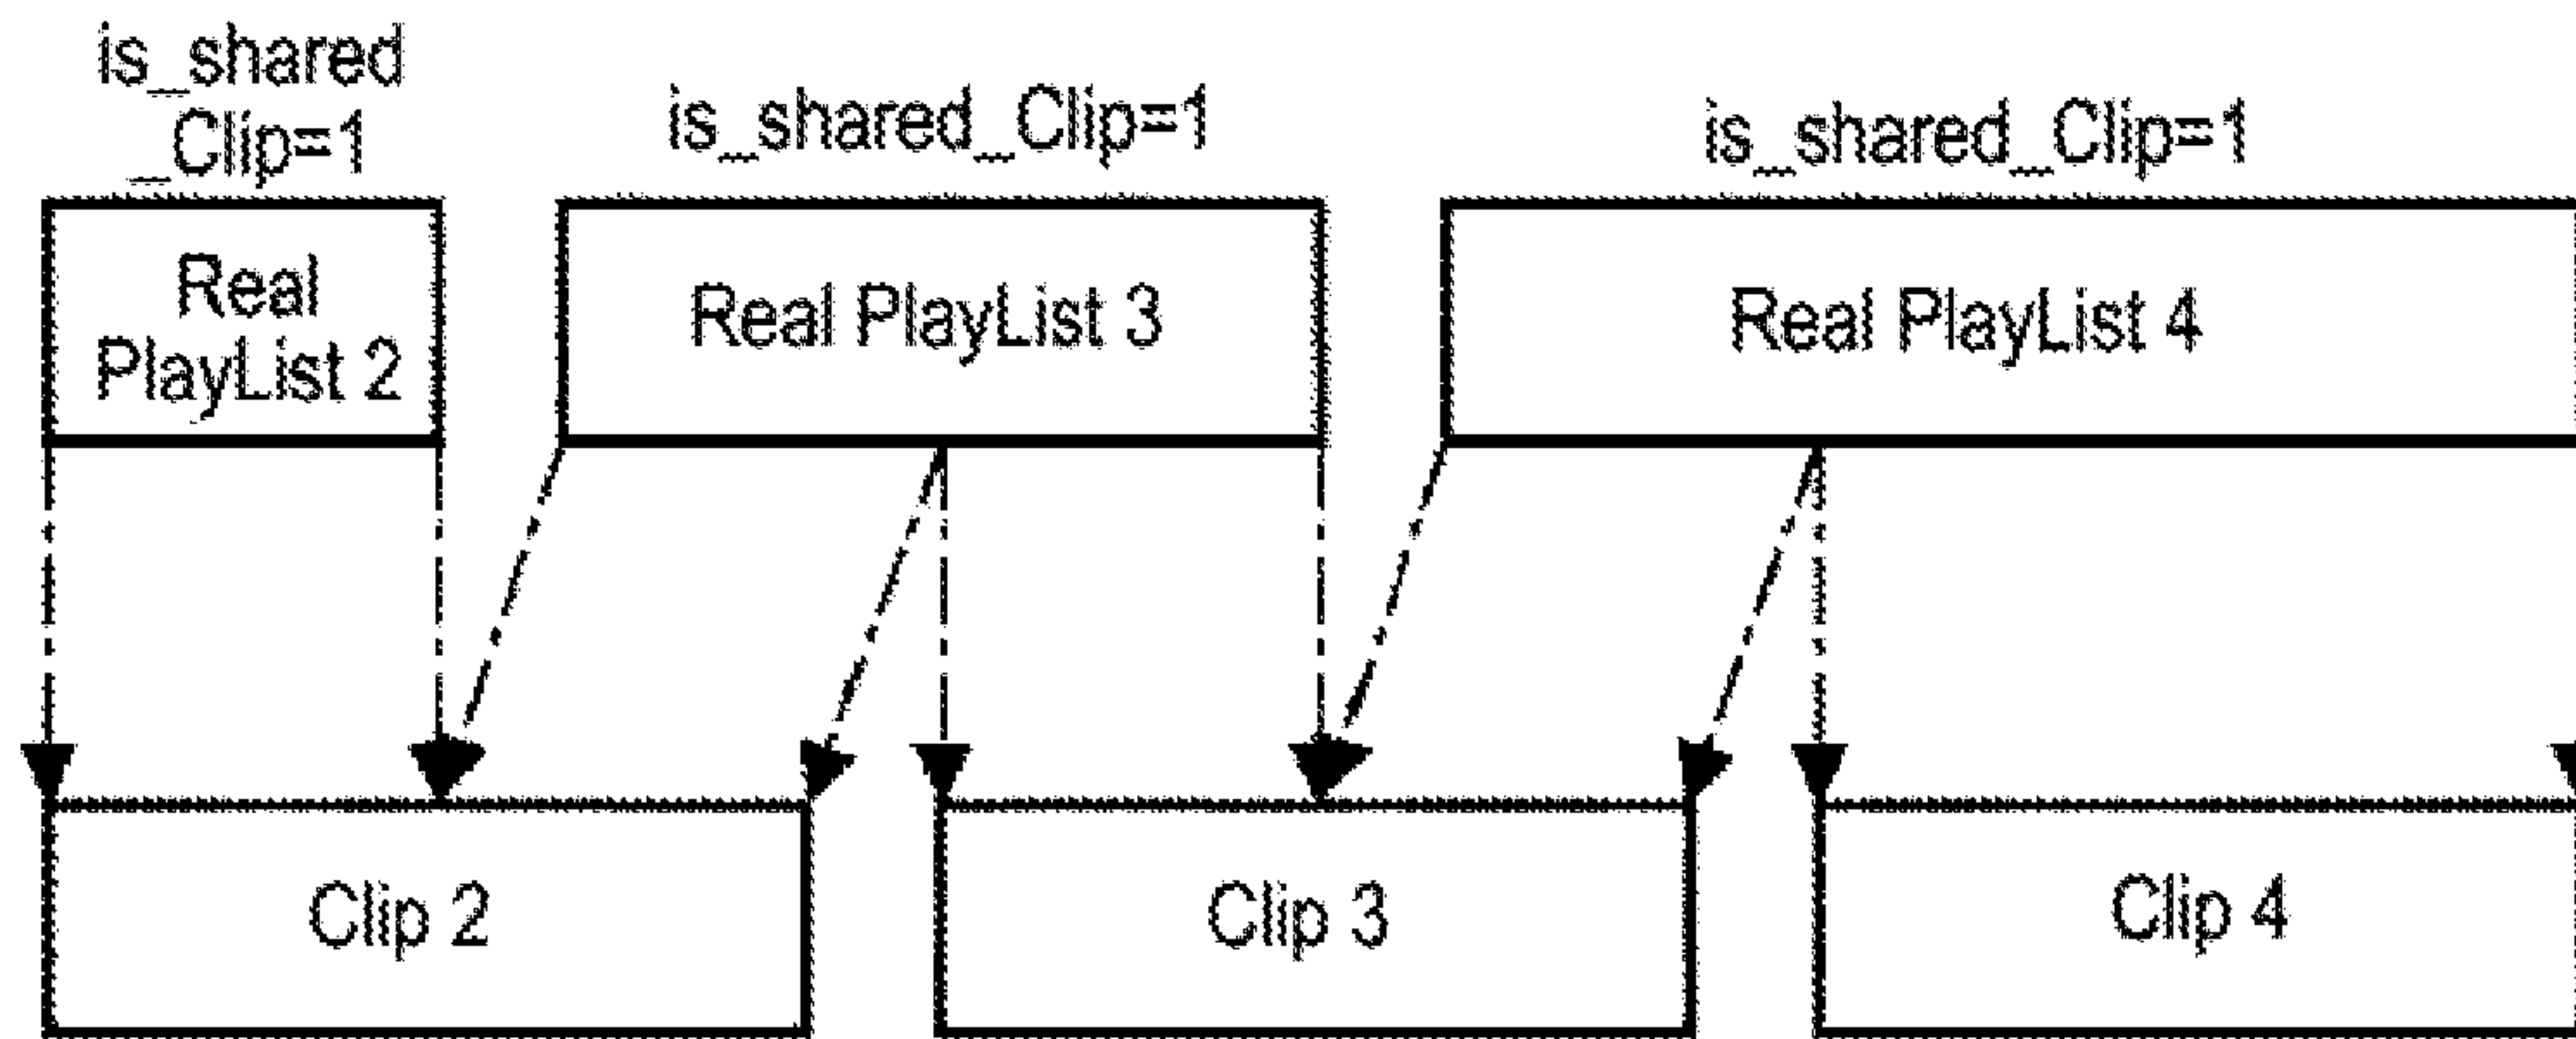 is_shared
_Clip=1
is_shared_Clip=1
is_shared_Clip=1
Real
PlayList 2
Real PlayList 3
Real PlayList 4
Clip 2
Clip 3
Clip 4